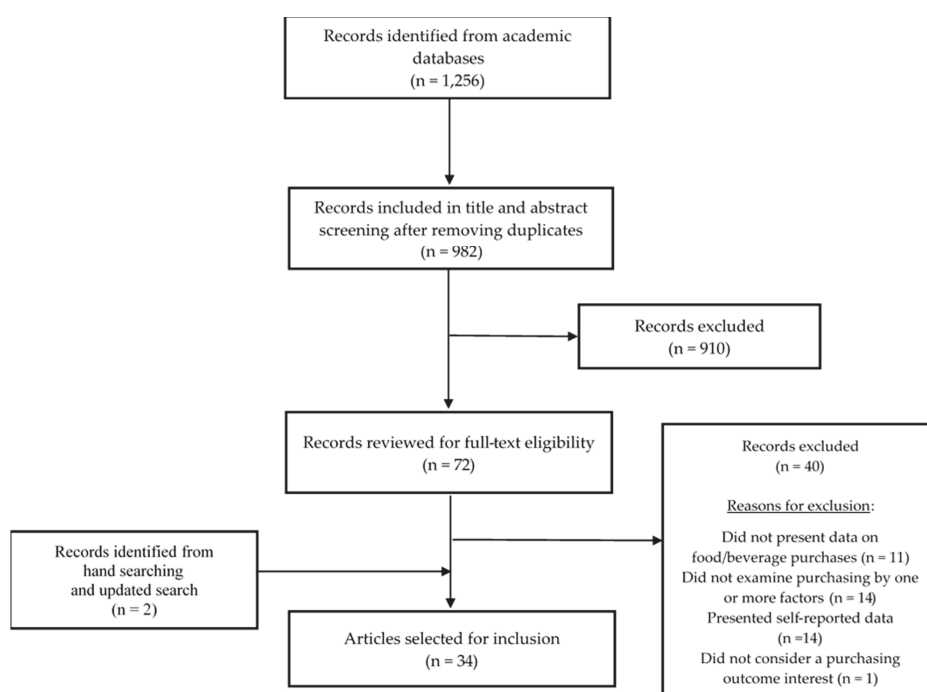 Records identified from academic
databases
(n = 1,256)
Records included in title and abstract
screening after removing duplicates
(n = 982)
Records excluded
(n = 910)
Records reviewed for full-text eligibility
(n = 72)
Records excluded
(n = 40)
Reasons for exclusion:
Did not present data on
food/beverage purchases (n = 11)
Did not examine purchasing by one
or more factors (n = 14)
Presented self-reported data
(n =14)
Did not consider a purchasing
outcome interest (n = 1)
Records identified from
hand searching
and updated search
(n = 2)
Articles selected for inclusion
(n = 34)